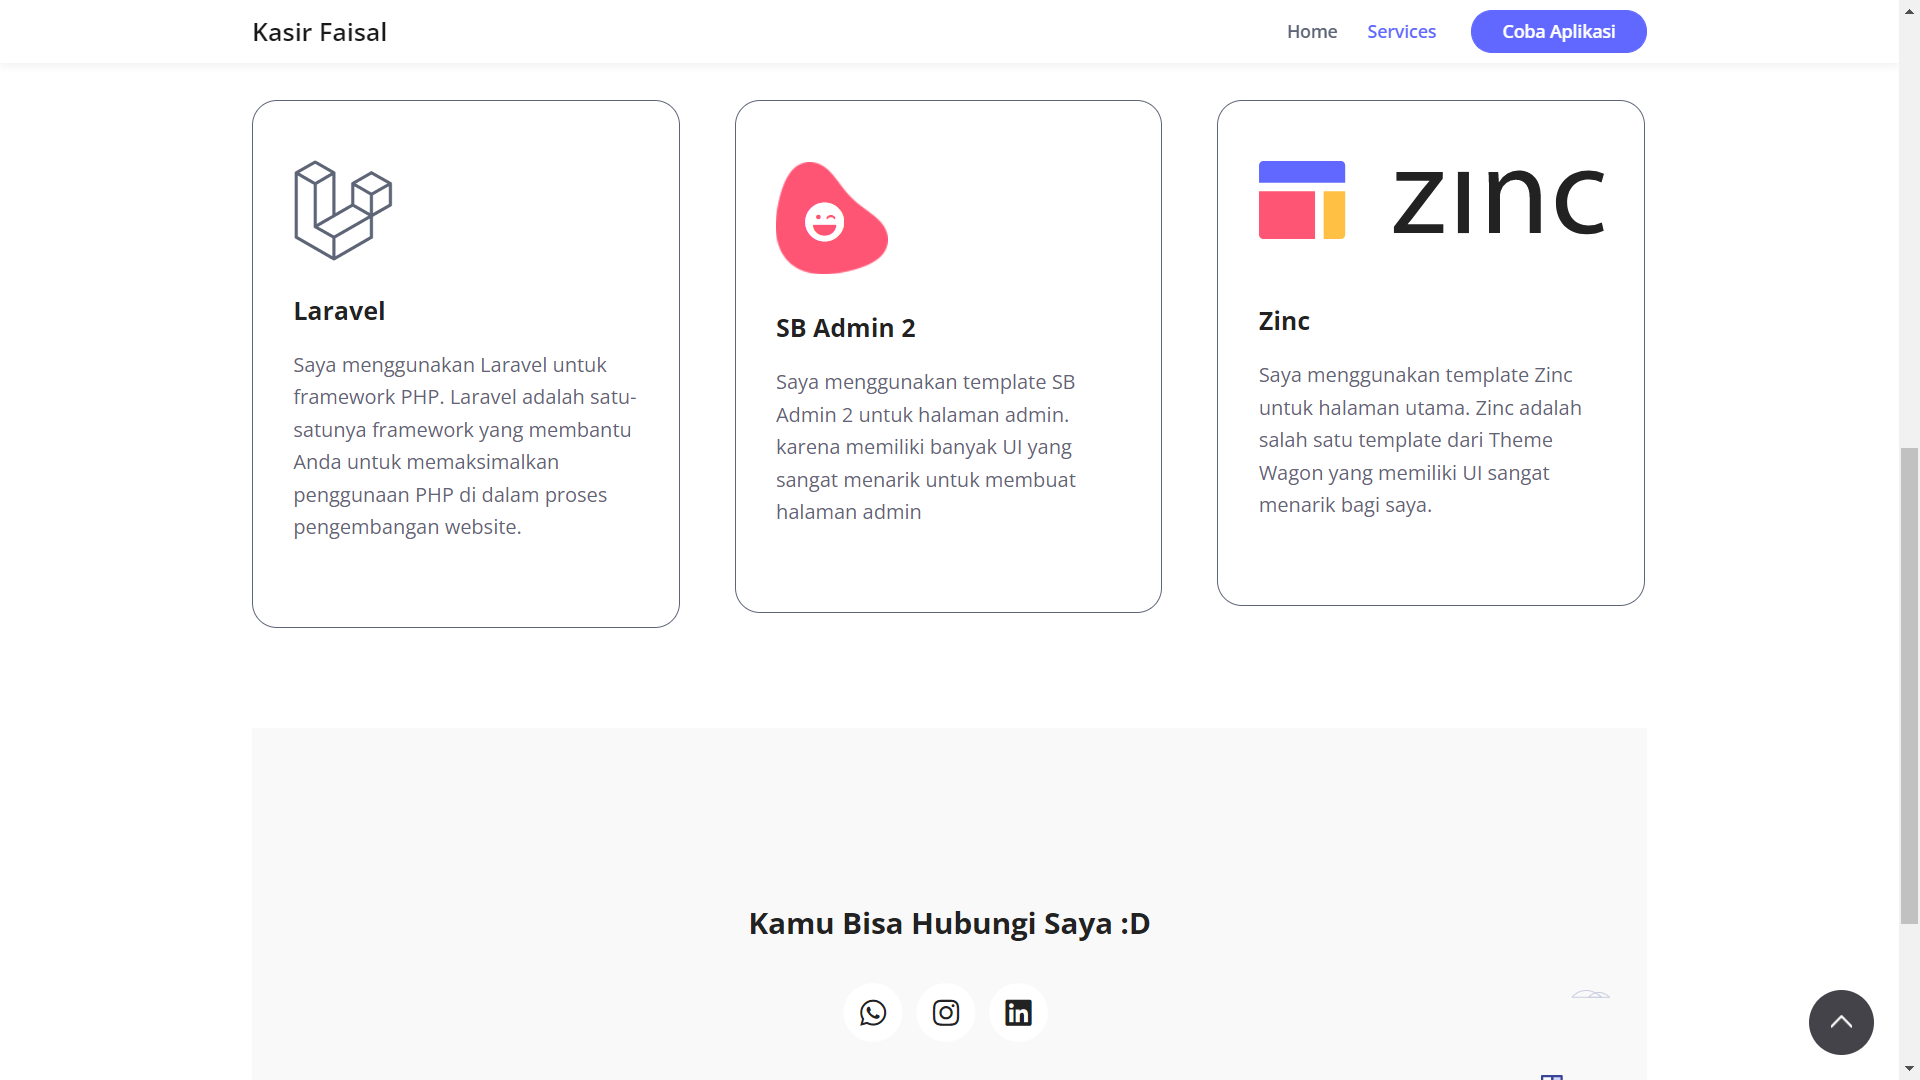 Kasir Faisal
Home
Services
Coba Aplikasi
Laravel
Saya menggunakan Laravel untuk
framework PHP. Laravel adalah satu-
satunya framework yang membantu
Anda untuk memaksimalkan
penggunaan PHP di dalam proses
pengembangan website.
SB Admin 2
Saya menggunakan template SB
Admin 2 untuk halaman admin.
karena memiliki banyak UI yang
sangat menarik untuk membuat
halaman admin
zinc
Zinc
Saya menggunakan template Zinc
untuk halaman utama. Zinc adalah
salah satu template dari Theme
Wagon yang memiliki UI sangat
menarik bagi saya.
Kamu Bisa Hubungi Saya :D